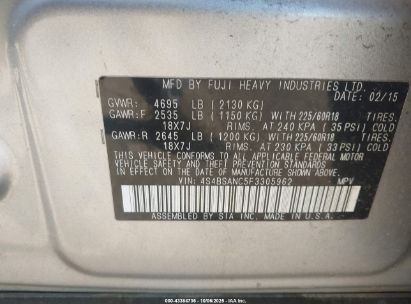 MFD BY FUJI HEAVY INDUSTRIES LTD.
DATE: 02/15
GVWR: 4695 LB (2130 KG)
GAWR:F 2535 LB (1150 KG) WITH 225/60R18 TIRES
18X7J RIMS. AT 240 KPA (35 PSI) COLD
GAWR:R 2645 LB (1200 KG) WITH 225/60R18 TIRES
18X7J RIMS. AT 230 KPA (33 PSI) COLD
THIS VEHICLE CONFORMS TO ALL APPLICABLE FEDERAL MOTOR
VEHICLE SAFETY AND THEFT PREVENTION STANDARDS IN
EFFECT ON THE DATE OF MANUFACTURE SHOWN ABOVE.
VIN: 4S4BSANC5F3305962 MPV
ASSEMBLED BY SIA INC. MADE IN U.S.A.